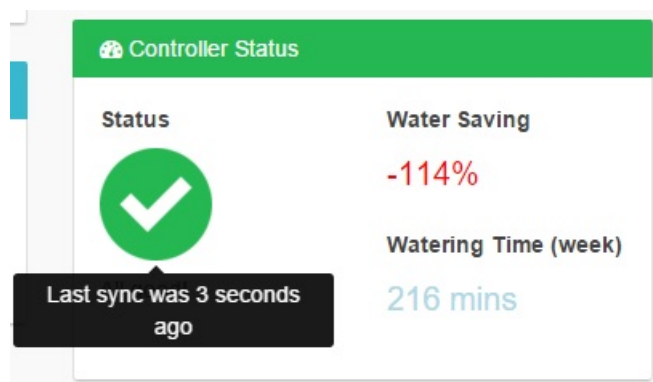 Controller Status
Status
Water Saving
-114%
Watering Time (week)
216 mins
Last sync was 3 seconds
ago